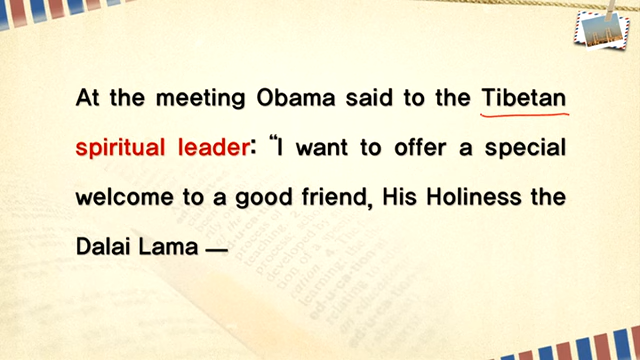 At the meeting Obama said to the Tibetan
spiritual leader: “I want to offer a special
welcome to a good friend, His Holiness the
Dalai Lama —